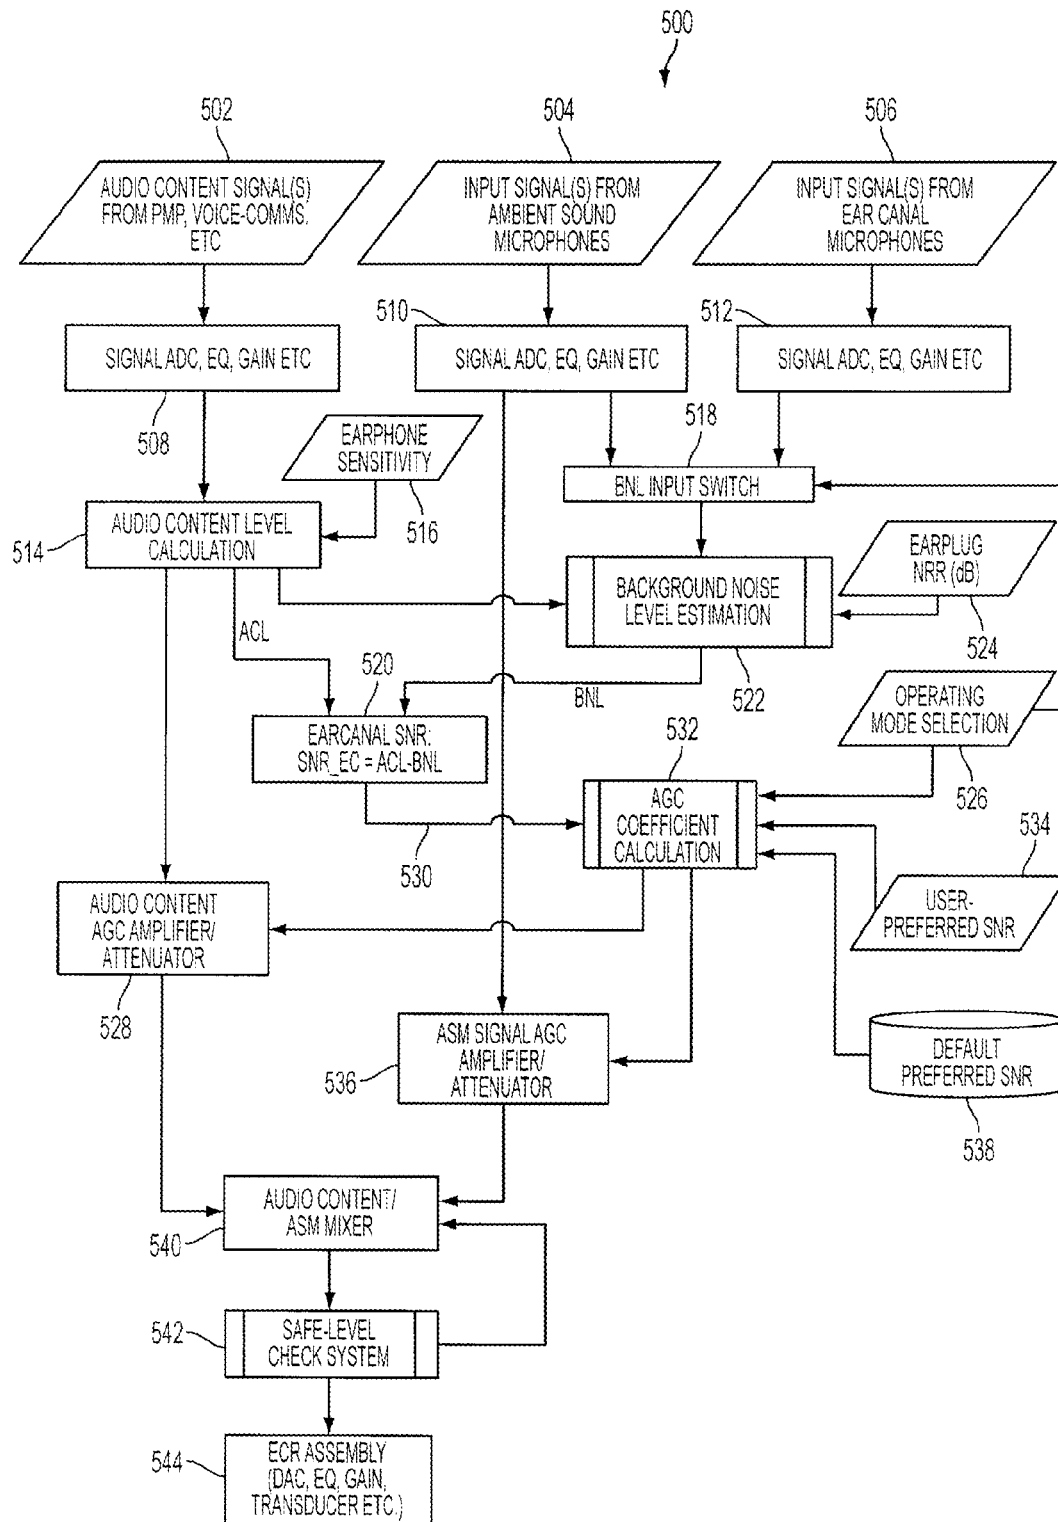 500
502
504
506
AUDIO CONTENT SIGNAL(S)
FROM PMP, VOICE-COMMS.
ETC
INPUT SIGNAL(S) FROM
AMBIENT SOUND
MICROPHONES
INPUT SIGNAL(S) FROM
EAR CANAL
MICROPHONES
510
512
SIGNAL ADC, EQ, GAIN ETC
SIGNAL ADC, EQ, GAIN ETC
SIGNAL ADC, EQ, GAIN ETC
508
EARPHONE
SENSITIVITY
518
BNL INPUT SWITCH
514
AUDIO CONTENT LEVEL
CALCULATION
516
EARPLUG
NRR (dB)
BACKGROUND NOISE
LEVEL ESTIMATION
524
ACL
520
BNL
522
OPERATING
MODE SELECTION
EARCANAL SNR:
SNR_EC = ACL-BNL
532
526
AGC
COEFFICIENT
CALCULATION
530
534
AUDIO CONTENT
AGC AMPLIFIER/
ATTENUATOR
USER-
PREFERRED SNR
528
536
ASM SIGNAL AGC
AMPLIFIER/
ATTENUATOR
DEFAULT
PREFERRED SNR
538
AUDIO CONTENT/
ASM MIXER
540
542
SAFE-LEVEL
CHECK SYSTEM
544
ECR ASSEMBLY
(DAC, EQ, GAIN,
TRANSDUCER ETC.)